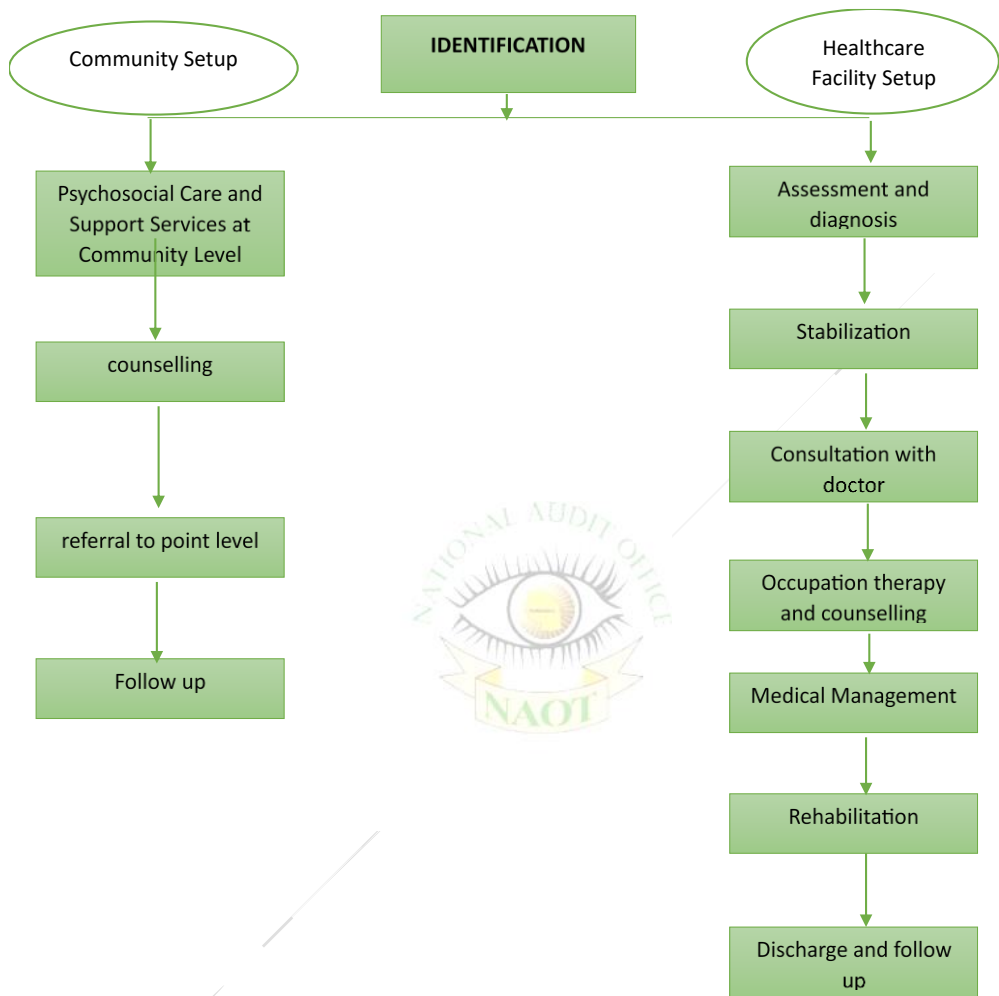 Community Setup
IDENTIFICATION
Healthcare
Facility Setup
Psychosocial Care and
Support Services at
Community Level
counselling
referral to point level
Follow up
Assessment and
diagnosis
Stabilization
Consultation with
doctor
Occupation therapy
and counselling
Medical Management
Rehabilitation
Discharge and follow
up
NATIONAL AUDIT OFFICE
NAOT